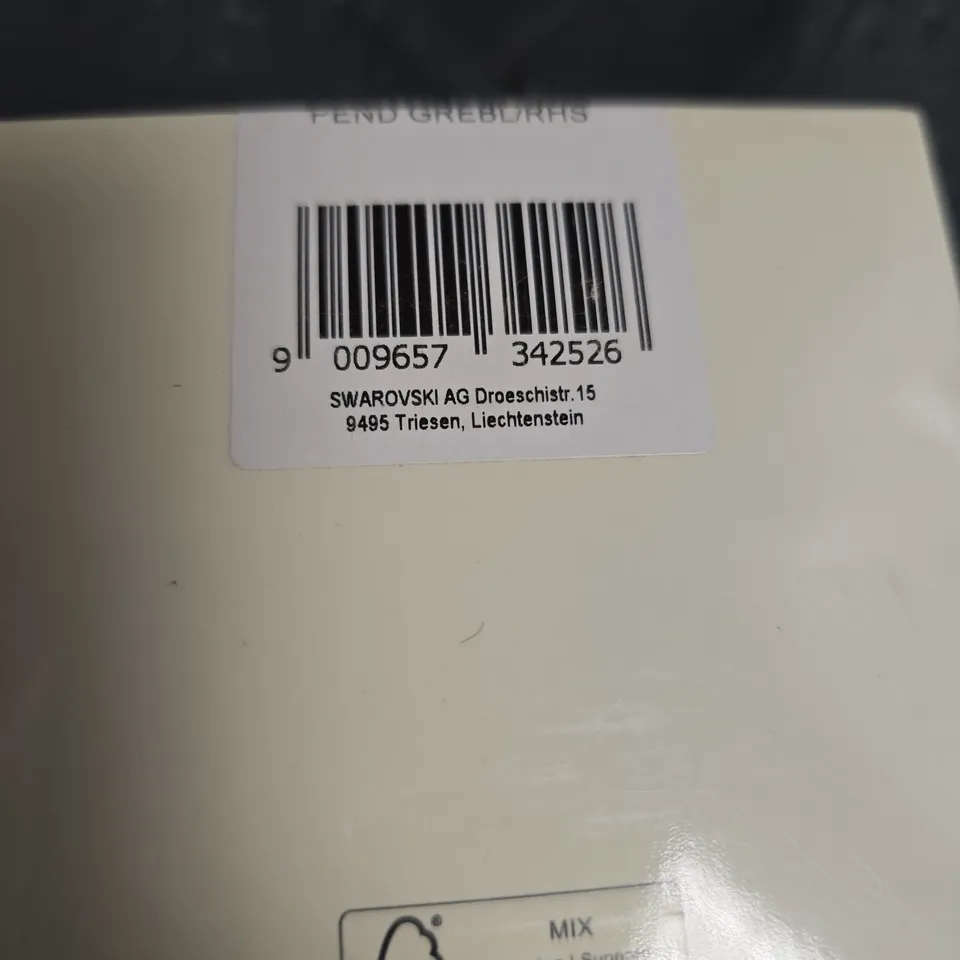 PEND GREBL/RHS
9 009657 342526
SWAROVSKI AG Droeschistr.15
9495 Triesen, Liechtenstein
®
MIX